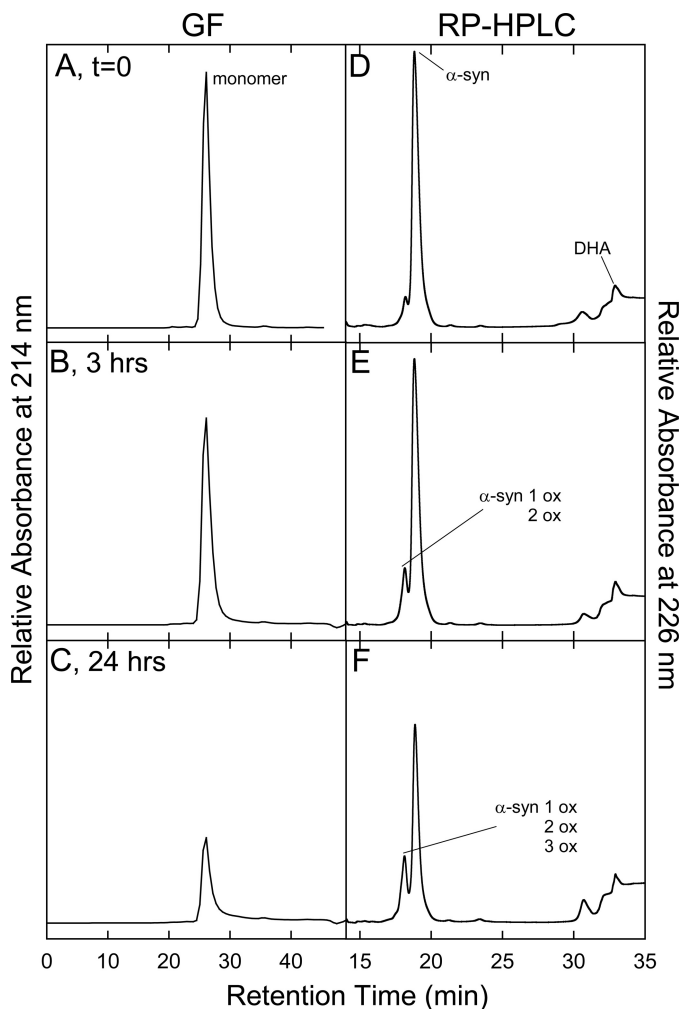 GF
RP-HPLC
A, t=0
monomer
D
α-syn
DHA
B, 3 hrs
E
α-syn 1 ox
2 ox
C, 24 hrs
F
α-syn 1 ox
2 ox
3 ox
Relative Absorbance at 214 nm
Relative Absorbance at 226 nm
0 10 20 30 40 15 20 25 30 35
Retention Time (min)